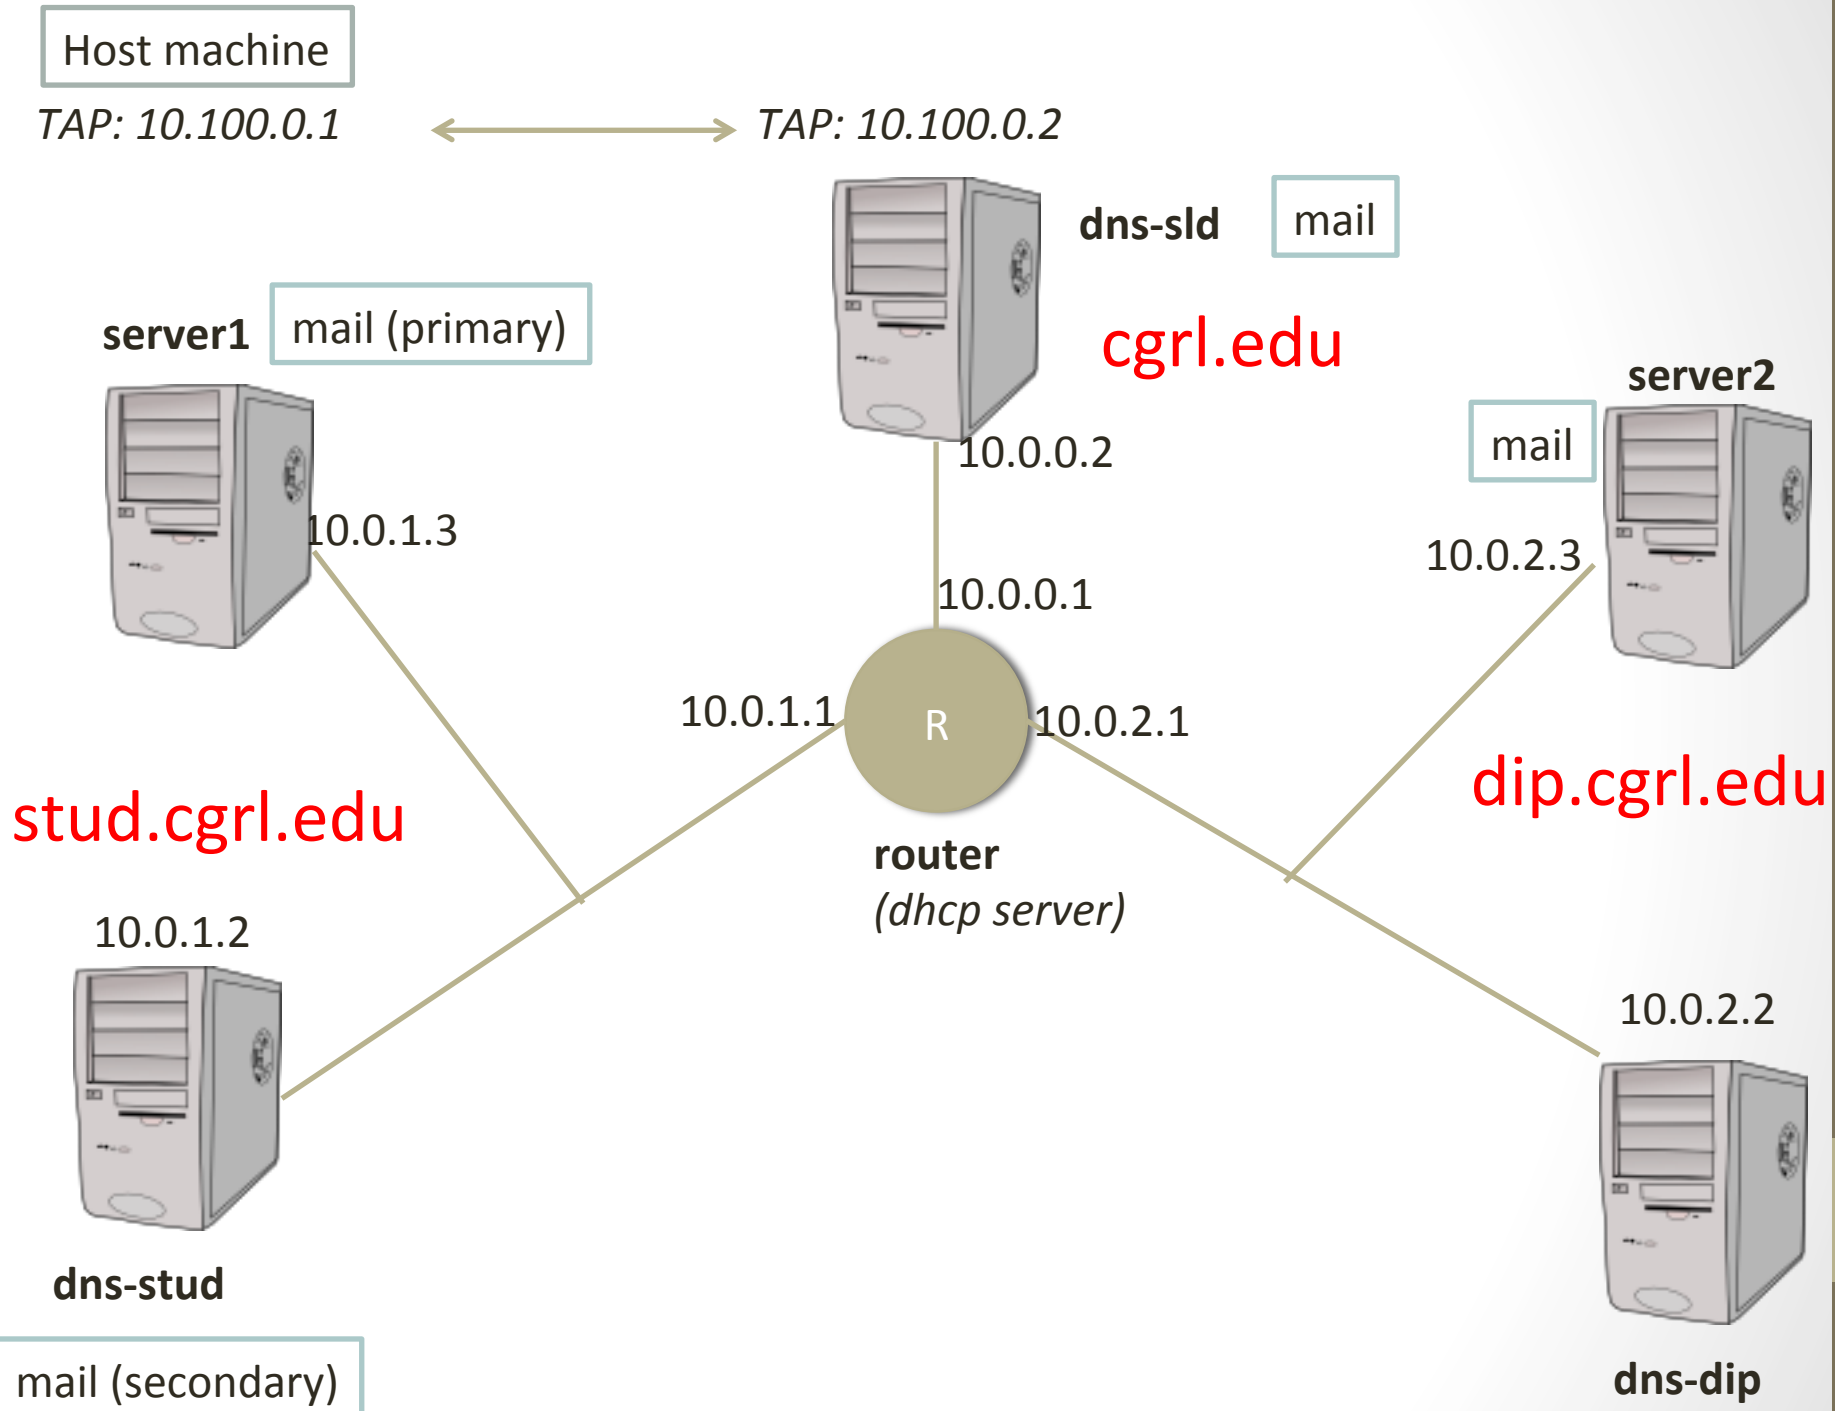 Host machine
TAP: 10.100.0.1
TAP: 10.100.0.2
dns-sld
mail
server1
mail (primary)
cgrl.edu
server2
mail
10.0.0.2
10.0.1.3
10.0.2.3
10.0.0.1
10.0.1.1
R
10.0.2.1
stud.cgrl.edu
dip.cgrl.edu
router
(dhcp server)
10.0.1.2
10.0.2.2
dns-stud
mail (secondary)
dns-dip